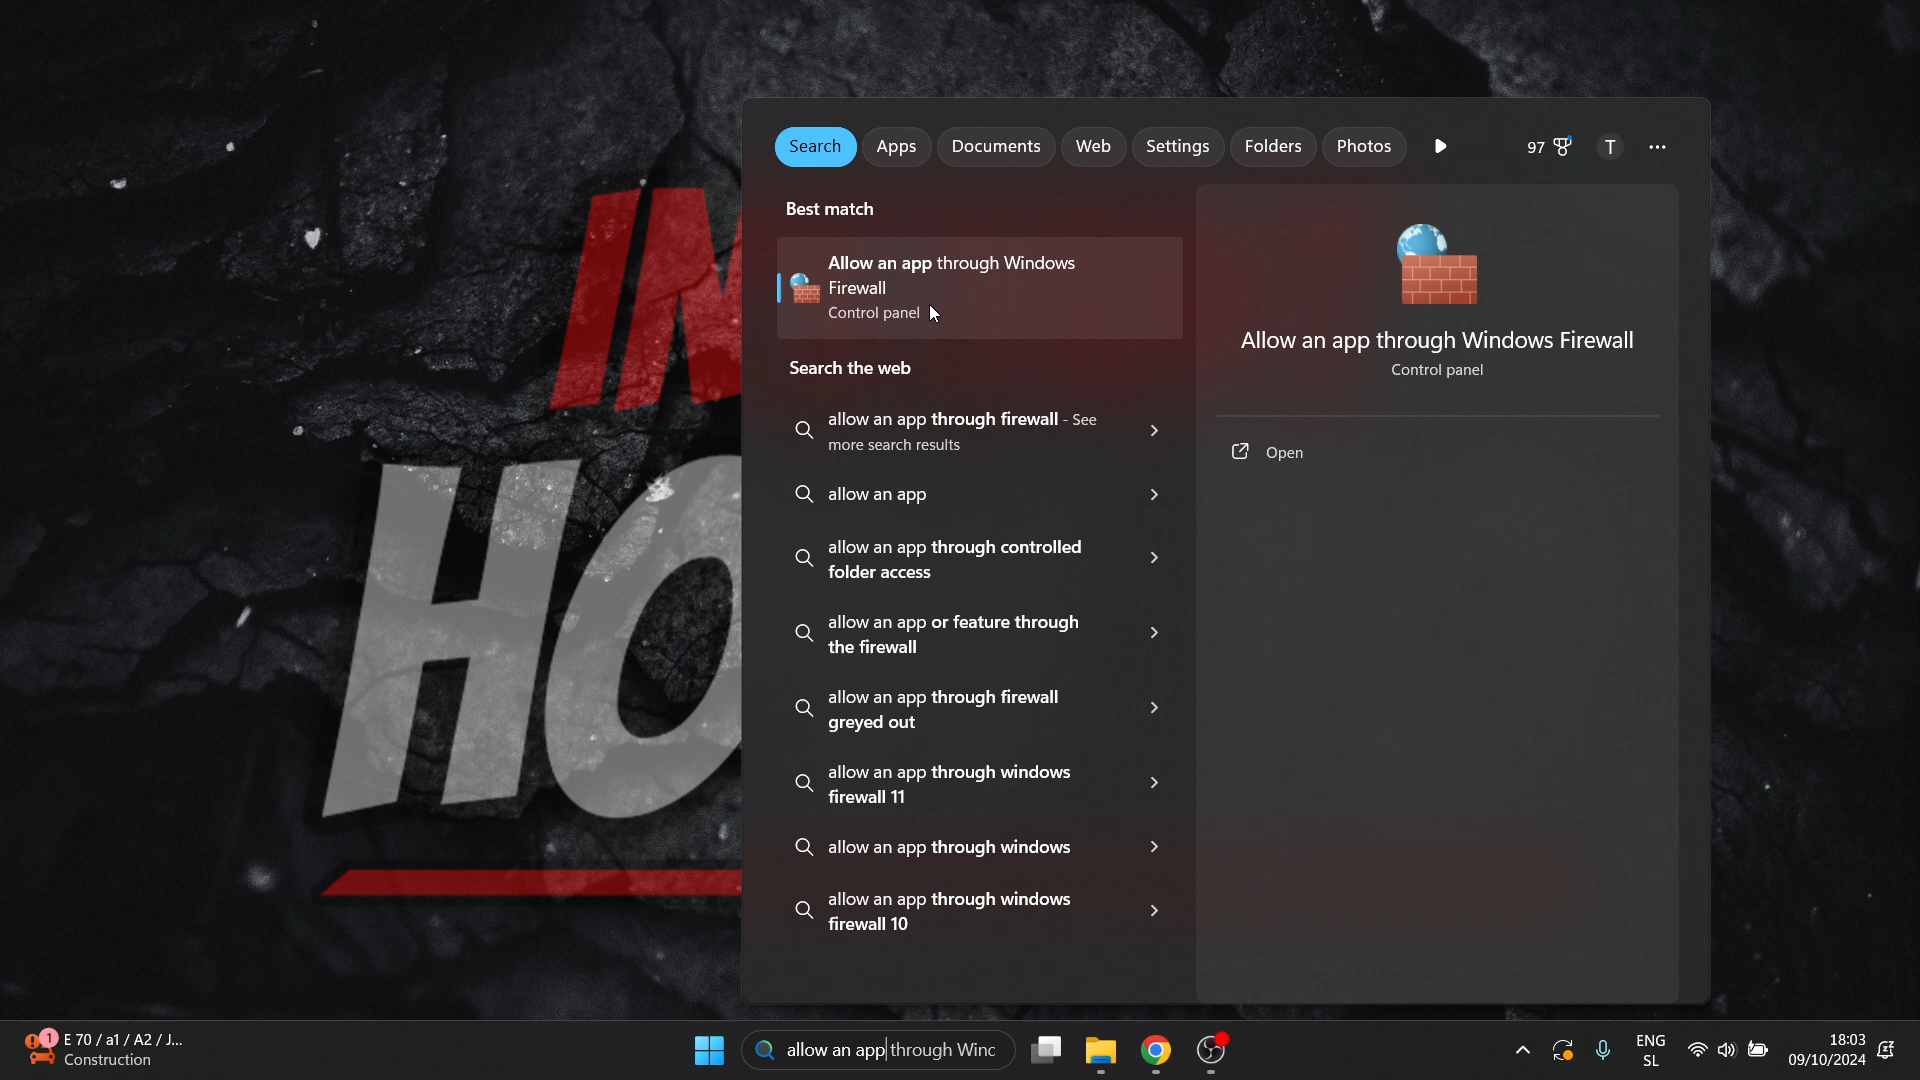 Search Apps Documents Web Settings Folders Photos 97 T
Best match
Allow an app through Windows
Firewall
Control panel
Search the web
allow an app through firewall - See
more search results
allow an app
allow an app through controlled
folder access
allow an app or feature through
the firewall
allow an app through firewall
greyed out
allow an app through windows
firewall 11
allow an app through windows
allow an app through windows
firewall 10
Allow an app through Windows Firewall
Control panel
Open
HO
1
E 70 / a1 / A2 / J...
Construction
allow an app through Winc
ENG
SL
18:03
09/10/2024